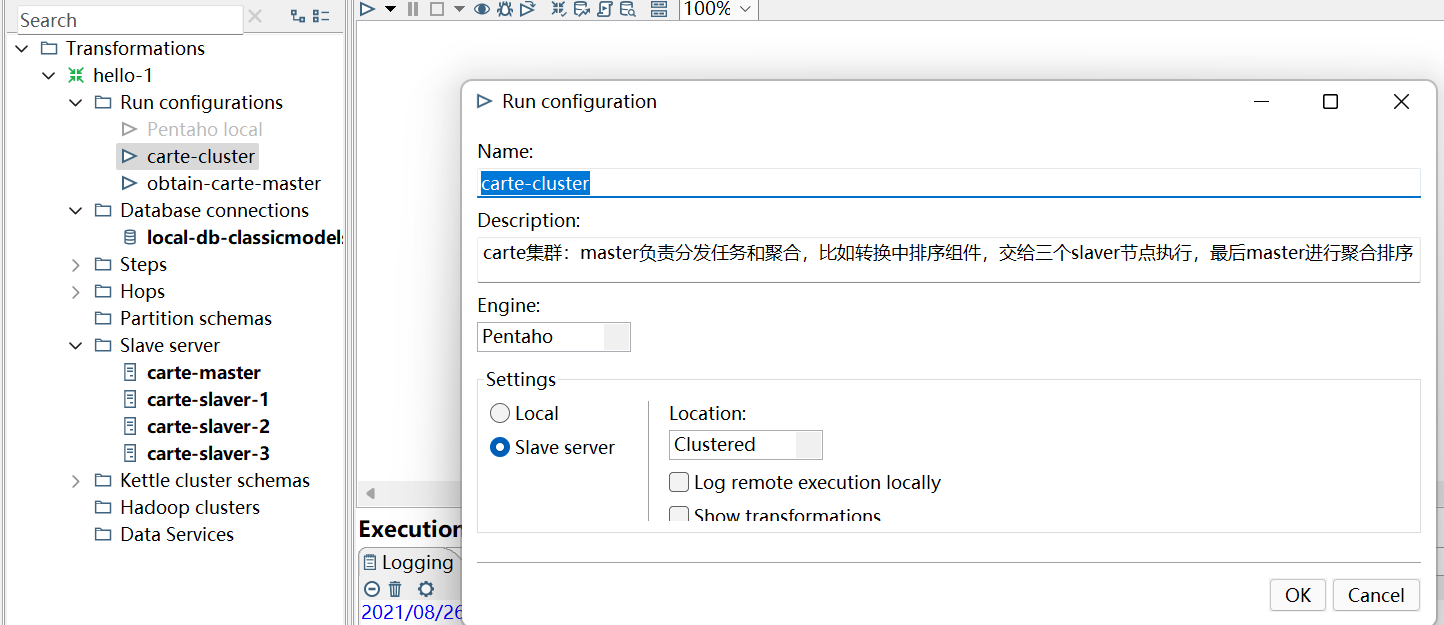 Search
100%
Transformations
hello-1
Run configurations
Pentaho local
carte-cluster
obtain-carte-master
Database connections
Steps
Hops
Partition schemas
Slave server
carte-master
carte-slaver-1
carte-slaver-2
carte-slaver-3
Kettle cluster schemas
Hadoop clusters
Data Services
Execution
Logging
2021/08/26
Run configuration
Name:
carte-cluster
Description:
carte集群：master负责分发任务和聚合，比如转换中排序组件，交给三个slaver节点执行，最后master进行聚合排序
Engine:
Pentaho
Settings
Local
Slave server
Location:
Clustered
Log remote execution locally
Show transformations
OK
Cancel